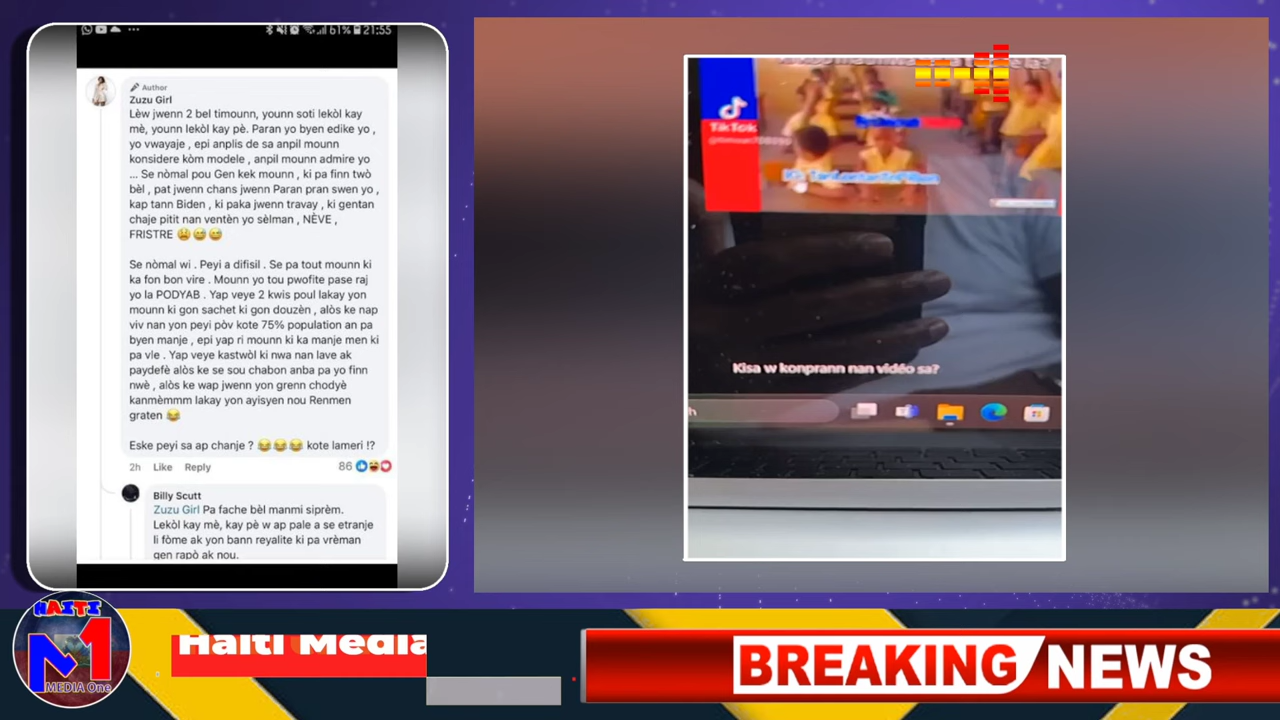 61% 21:55
Author
Zuzu Girl
Lèw jwenn 2 bel timounn, younn soti lekòl kay
mè, younn lekòl kay pè. Paran yo byen edike yo ,
yo vwayaje , epi anplis de sa anpil mounn
konsidere kòm modele , anpil mounn admire yo
... Se nòmal pou Gen kek mounn , ki pa finn twò
bèl , pat jwenn chans jwenn Paran pran swen yo ,
kap tann Biden , ki paka jwenn travay , ki gentan
chaje pitit nan ventèn yo sèlman , NÈVE ,
FRISTRE 😩😅😅
Se nòmal wi . Peyi a difisil . Se pa tout mounn ki
ka fon bon vire . Mounn yo tou pwofite pase raj
yo la PODYAB . Yap veye 2 kwis poul lakay yon
mounn ki gon sachet ki gon douzèn , alòs ke nap
viv nan yon peyi pòv kote 75% population an pa
byen manje , epi yap ri mounn ki ka manje men ki
pa vle . Yap veye kastwòl ki nwa nan lave ak
paydefè alòs ke se sou chabon anba pa yo finn
nwè , alòs ke wap jwenn yon grenn chodyè
kanmèmmm lakay yon ayisyen nou Renmen
graten 😂
Eske peyi sa ap chanje ? 😂😂😂 kote lameri !?
2h Like Reply 86
Billy Scutt
Zuzu Girl Pa fache bèl manmi siprèm.
Lekòl kay mè, kay pè w ap pale a se etranje
li fòme ak yon bann reyalite ki pa vrèman
gen rapò ak nou.
TikTok
Kisa w konprann nan vidéo sa?
HAITI
M1
MEDIA One
Haiti Media
BREAKING NEWS